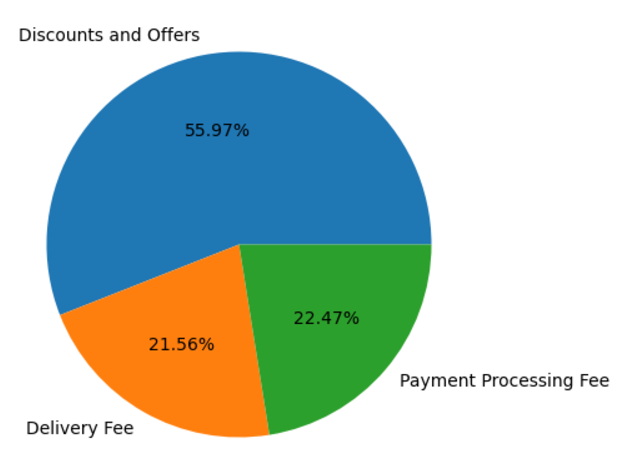 Discounts and Offers
55.97%
22.47%
21.56%
Payment Processing Fee
Delivery Fee